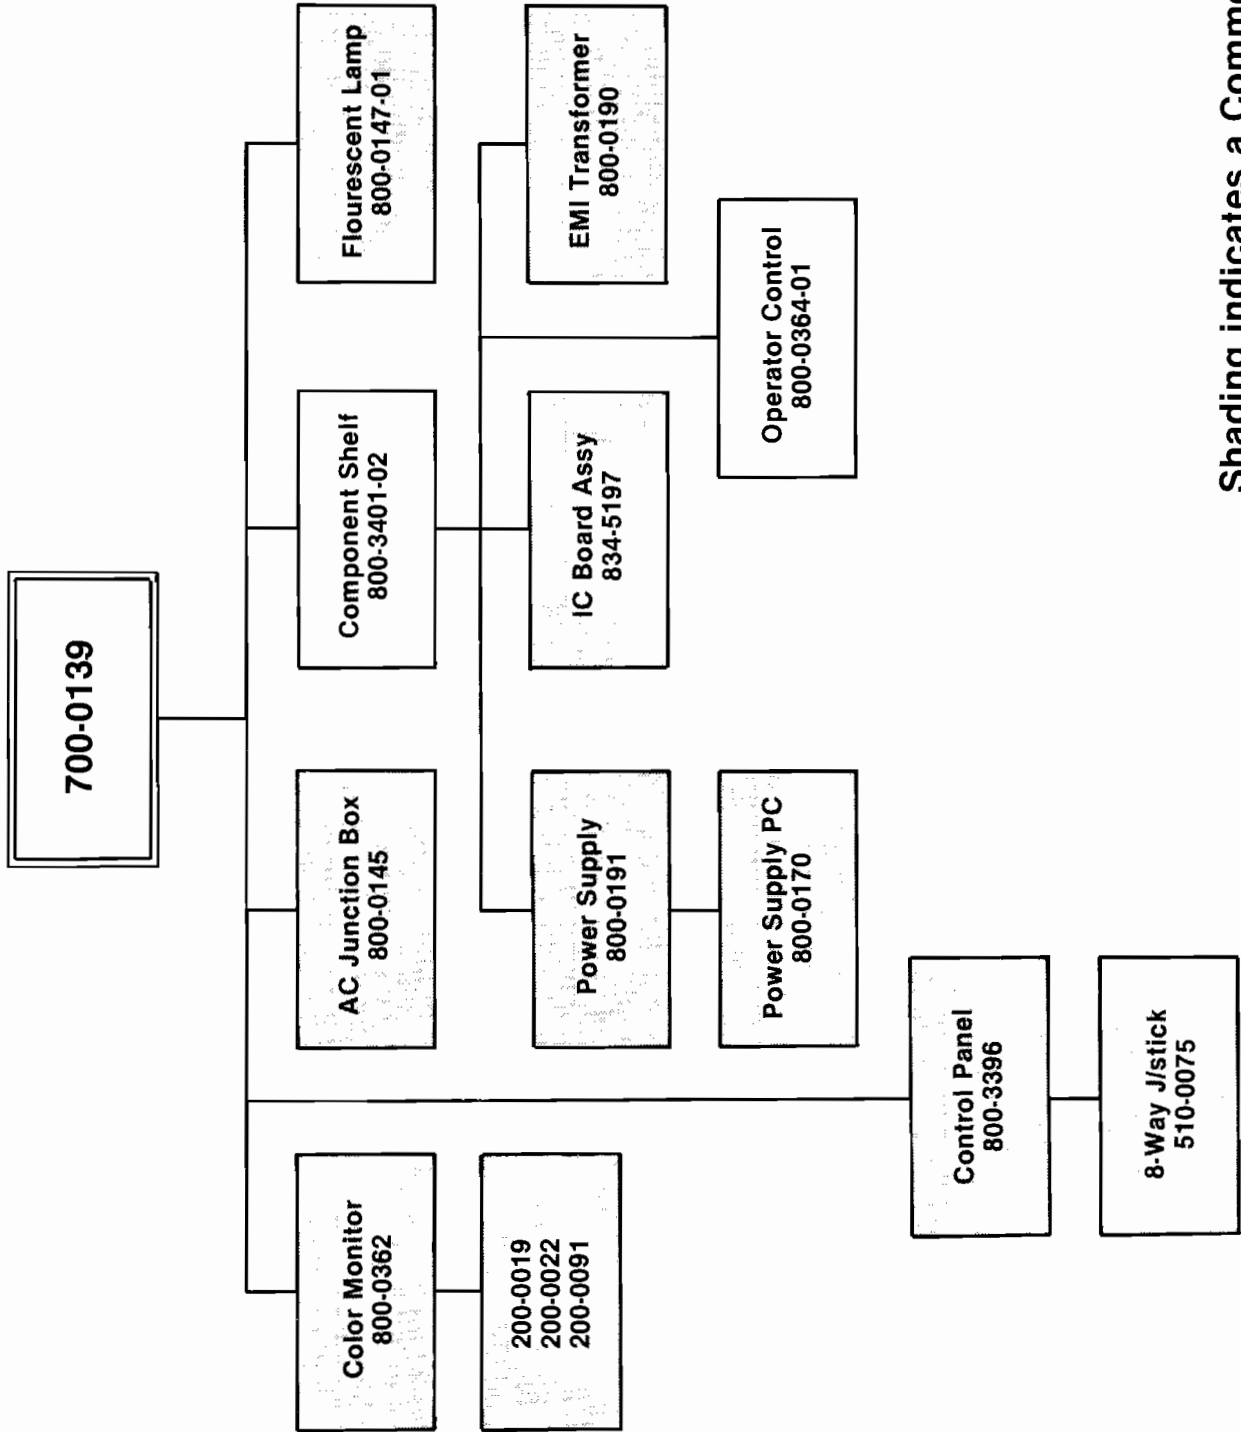 700-0139
Color Monitor
800-0362
AC Junction Box
800-0145
Component Shelf
800-3401-02
Flourescent Lamp
800-0147-01
200-0019
200-0022
200-0091
Power Supply
800-0191
IC Board Assy
834-5197
EMI Transformer
800-0190
Power Supply PC
800-0170
Operator Control
800-0364-01
Control Panel
800-3396
8-Way J/stick
510-0075
Shading indicates a